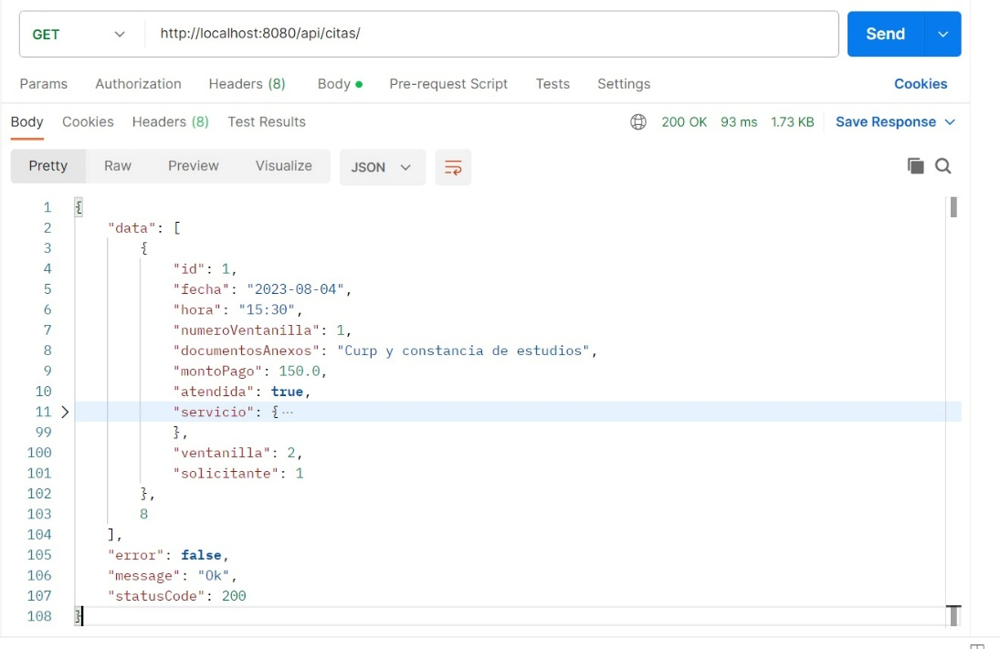 GET http://localhost:8080/api/citas/ Send
Params Authorization Headers (8) Body Pre-request Script Tests Settings Cookies
Body Cookies Headers (8) Test Results 200 OK 93 ms 1.73 KB Save Response
Pretty Raw Preview Visualize JSON
1 {
2 "data": [
3 {
4 "id": 1,
5 "fecha": "2023-08-04",
6 "hora": "15:30",
7 "numeroVentanilla": 1,
8 "documentosAnexos": "Curp y constancia de estudios",
9 "montoPago": 150.0,
10 "atendida": true,
11 "servicio": { ...
99 },
100 "ventanilla": 2,
101 "solicitante": 1
102 },
103 8
104 ],
105 "error": false,
106 "message": "Ok",
107 "statusCode": 200
108 }